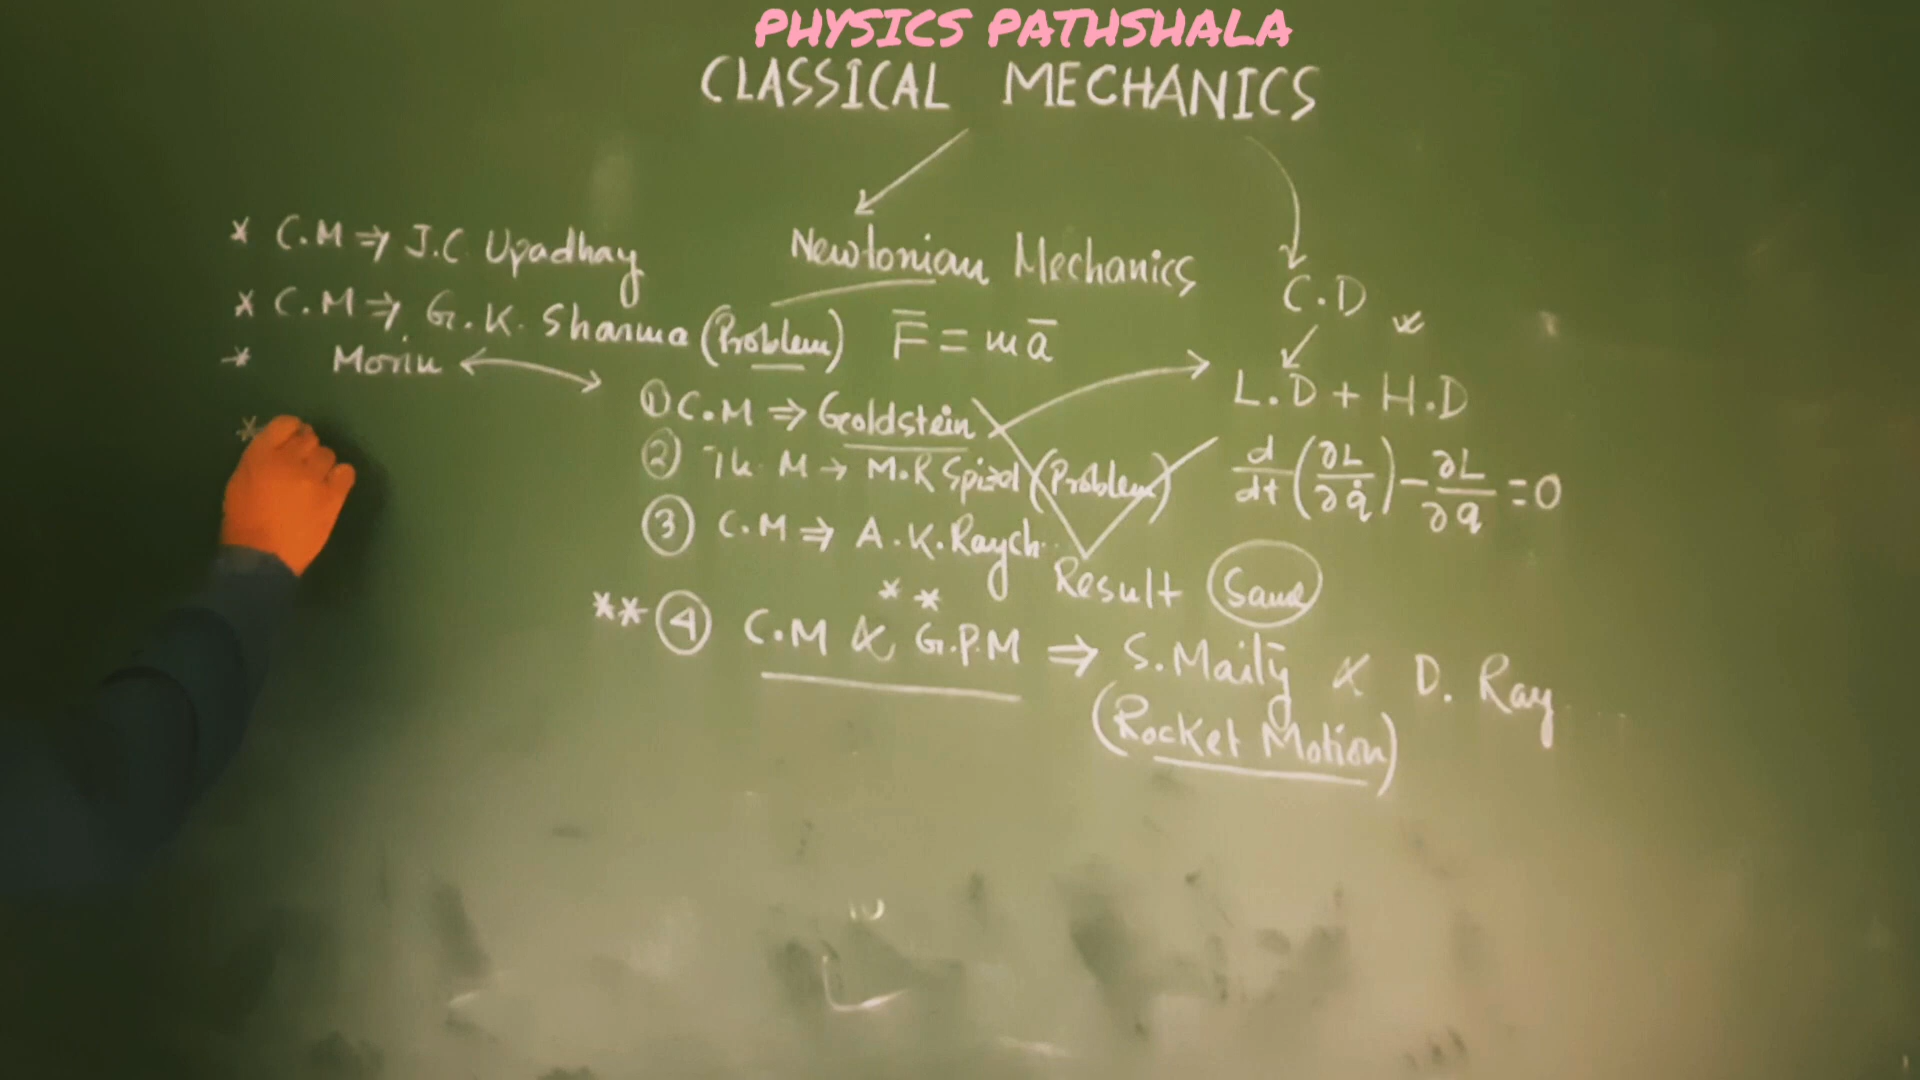 PHYSICS PATHSHALA
CLASSICAL MECHANICS
* C.M ⇒ J.C. Upadhay
* C.M ⇒ G.K. Sharma (Problem)
* Morin
*
Newtonian Mechanics
F̅ = m a̅
C.D
L.D + H.D
d/dt (∂L/∂q̇) - ∂L/∂q = 0
① C.M ⇒ Goldstein
② Th. M → M.R Spigel (Problem)
③ C.M ⇒ A.K. Raych..
Result Same
** ④ C.M & G.P.M ⇒ S. Maity & D. Ray
(Rocket Motion)